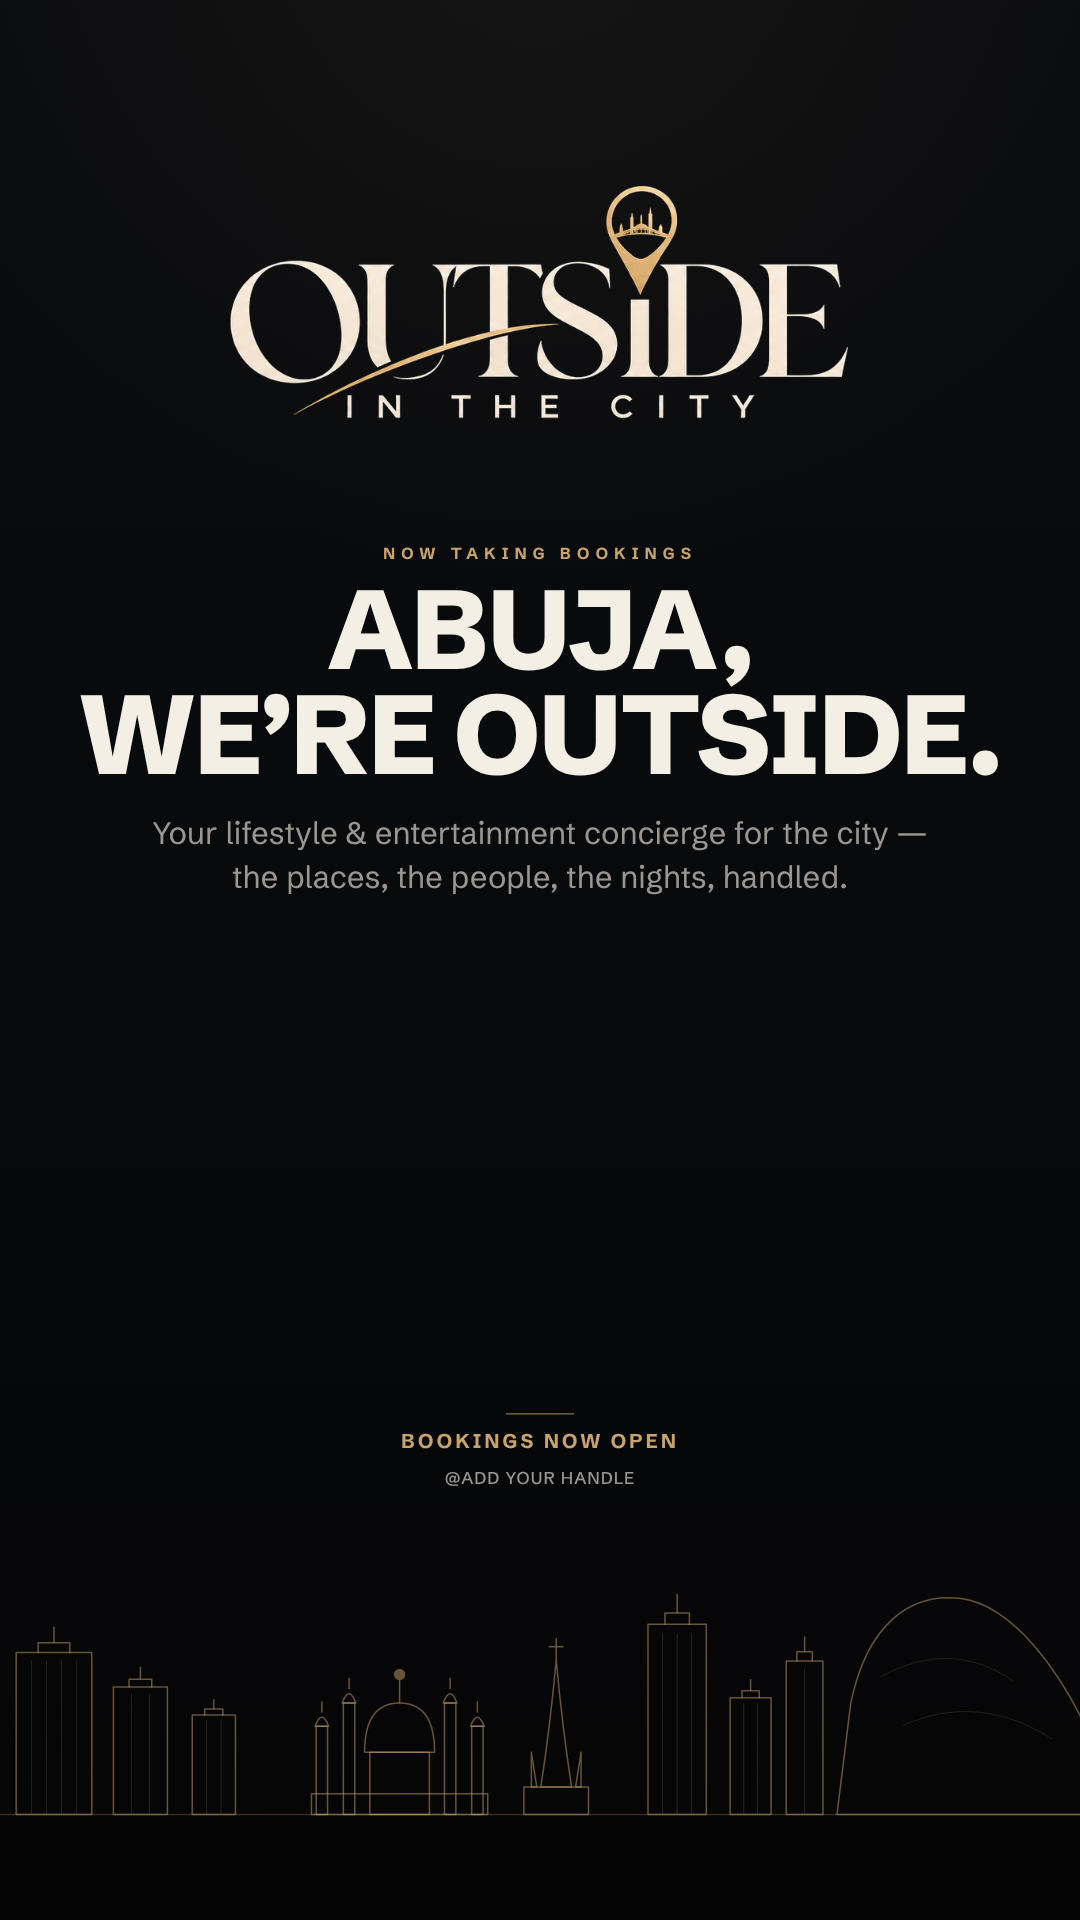 OUTSiDE
IN THE CITY
NOW TAKING BOOKINGS
ABUJA,
WE’RE OUTSIDE.
Your lifestyle & entertainment concierge for the city —
the places, the people, the nights, handled.
BOOKINGS NOW OPEN
@ADD YOUR HANDLE